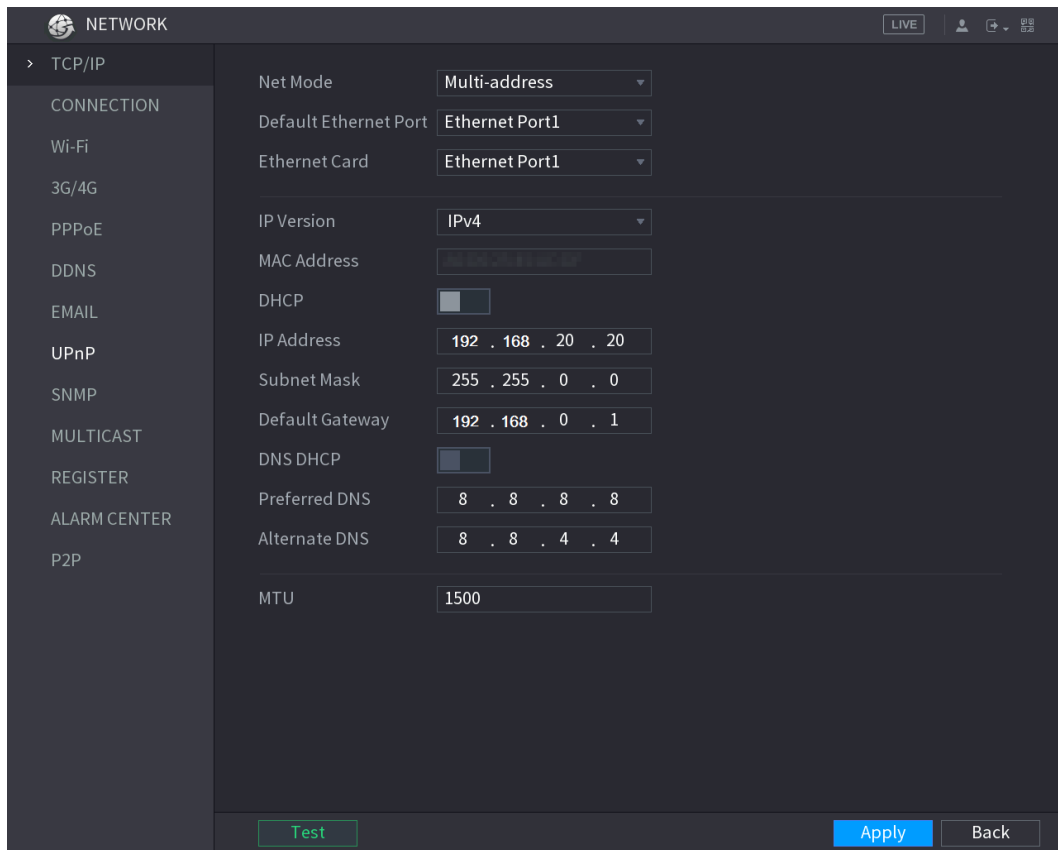 NETWORK LIVE
TCP/IP
CONNECTION
Wi-Fi
3G/4G
PPPoE
DDNS
EMAIL
UPnP
SNMP
MULTICAST
REGISTER
ALARM CENTER
P2P
Net Mode Multi-address
Default Ethernet Port Ethernet Port1
Ethernet Card Ethernet Port1
IP Version IPv4
MAC Address
DHCP
IP Address 192 . 168 . 20 . 20
Subnet Mask 255 . 255 . 0 . 0
Default Gateway 192 . 168 . 0 . 1
DNS DHCP
Preferred DNS 8 . 8 . 8 . 8
Alternate DNS 8 . 8 . 4 . 4
MTU 1500
Test Apply Back